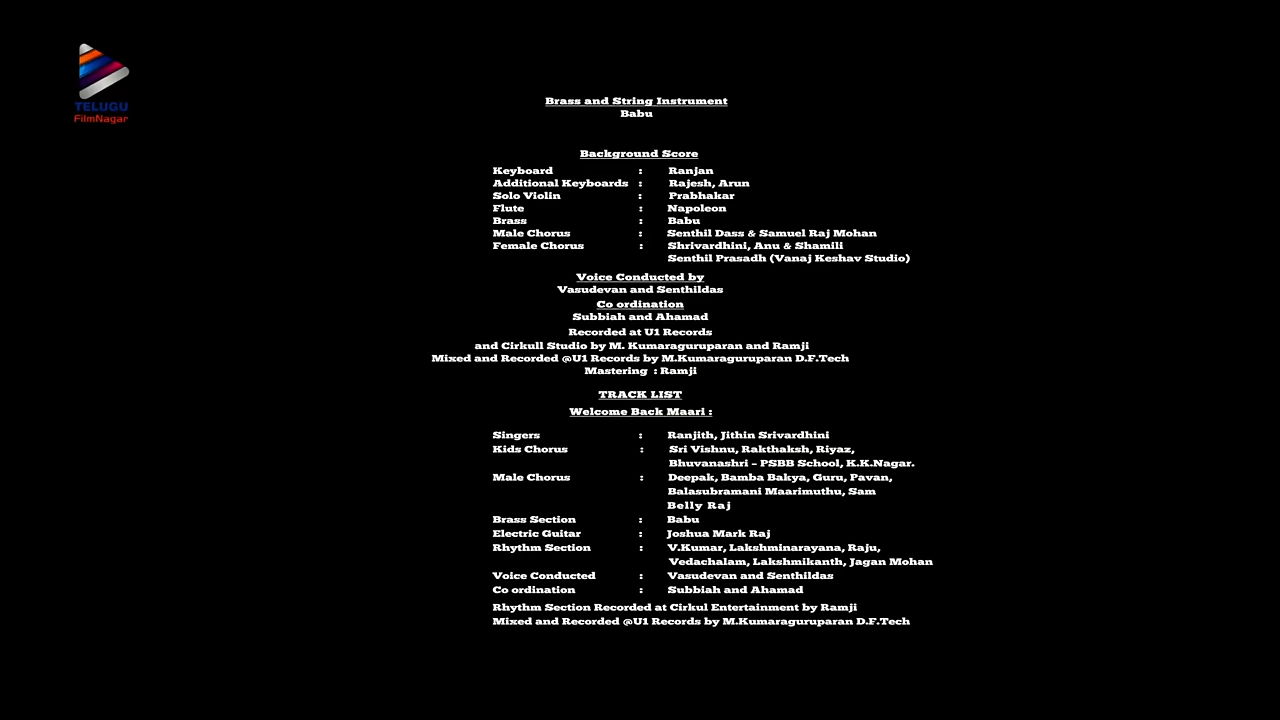 TELUGU
FilmNagar
Brass and String Instrument
Babu
Background Score
Keyboard : Ranjan
Additional Keyboards : Rajesh, Arun
Solo Violin : Prabhakar
Flute : Napoleon
Brass : Babu
Male Chorus : Senthil Dass & Samuel Raj Mohan
Female Chorus : Shrivardhini, Anu & Shamili
Senthil Prasadh (Vanaj Keshav Studio)
Voice Conducted by
Vasudevan and Senthildas
Co ordination
Subbiah and Ahamad
Recorded at U1 Records
and Cirkull Studio by M. Kumaraguruparan and Ramji
Mixed and Recorded @U1 Records by M.Kumaraguruparan D.F.Tech
Mastering : Ramji
TRACK LIST
Welcome Back Maari :
Singers : Ranjith, Jithin Srivardhini
Kids Chorus : Sri Vishnu, Rakthaksh, Riyaz,
Bhuvanashri – PSBB School, K.K.Nagar.
Male Chorus : Deepak, Bamba Bakya, Guru, Pavan,
Balasubramani Maarimuthu, Sam
Belly Raj
Brass Section : Babu
Electric Guitar : Joshua Mark Raj
Rhythm Section : V.Kumar, Lakshminarayana, Raju,
Vedachalam, Lakshmikanth, Jagan Mohan
Voice Conducted : Vasudevan and Senthildas
Co ordination : Subbiah and Ahamad
Rhythm Section Recorded at Cirkul Entertainment by Ramji
Mixed and Recorded @U1 Records by M.Kumaraguruparan D.F.Tech